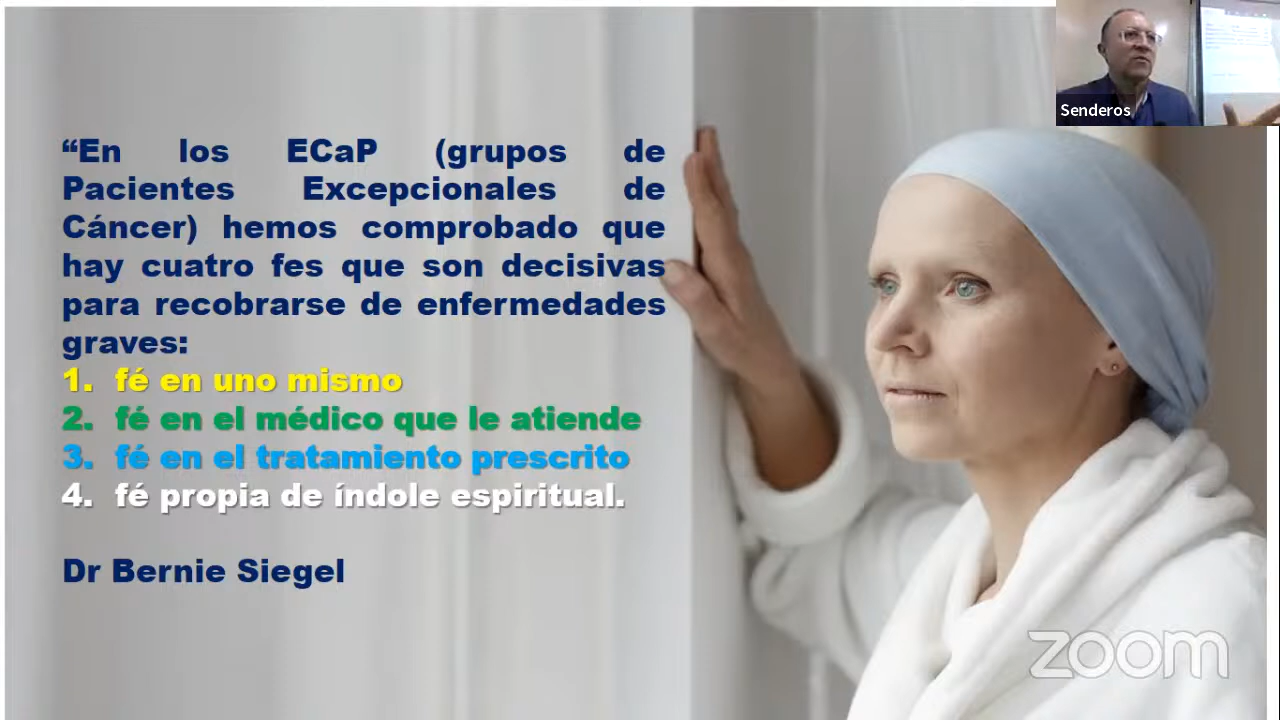 Senderos
“En los ECaP (grupos de
Pacientes Excepcionales de
Cáncer) hemos comprobado que
hay cuatro fes que son decisivas
para recobrarse de enfermedades
graves:
1. fé en uno mismo
2. fé en el médico que le atiende
3. fé en el tratamiento prescrito
4. fé propia de índole espiritual.
Dr Bernie Siegel
zoom